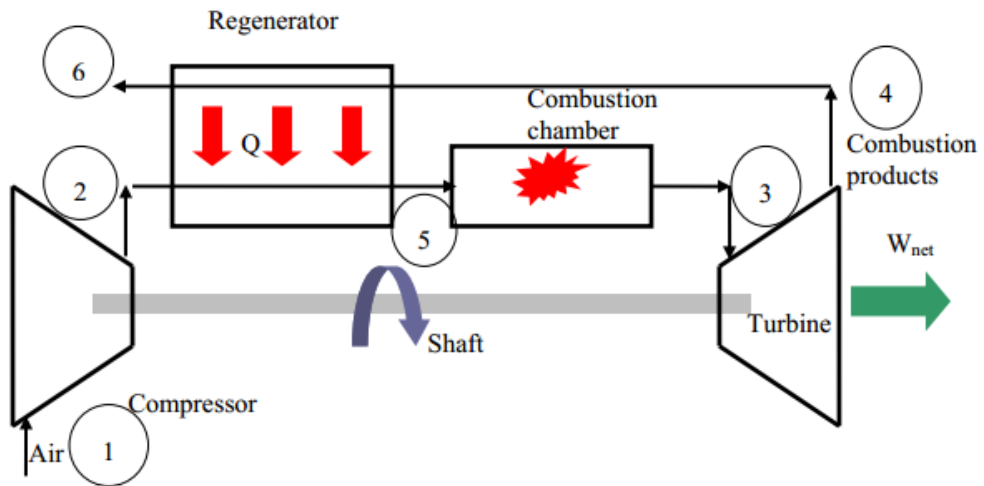 Regenerator
6
4
Combustion
chamber
Q
Combustion
products
2
3
5
W_net
Turbine
Shaft
Compressor
Air
1